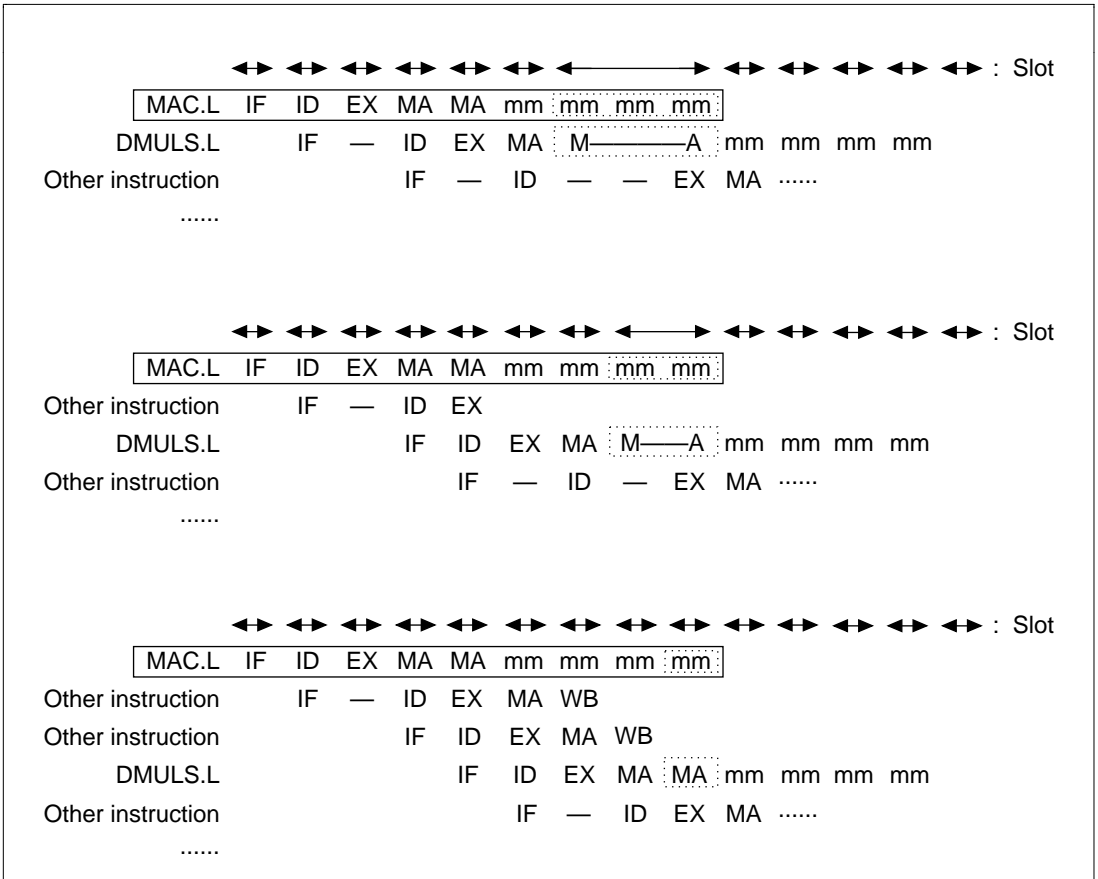 : Slot
MAC.L IF ID EX MA MA mm mm mm mm
DMULS.L IF — ID EX MA M————A mm mm mm mm
Other instruction IF — ID — — EX MA ......
......
: Slot
MAC.L IF ID EX MA MA mm mm mm mm
Other instruction IF — ID EX
DMULS.L IF ID EX MA M——A mm mm mm mm
Other instruction IF — ID — EX MA ......
......
: Slot
MAC.L IF ID EX MA MA mm mm mm mm
Other instruction IF — ID EX MA WB
Other instruction IF ID EX MA WB
DMULS.L IF ID EX MA MA mm mm mm mm
Other instruction IF — ID EX MA ......
......